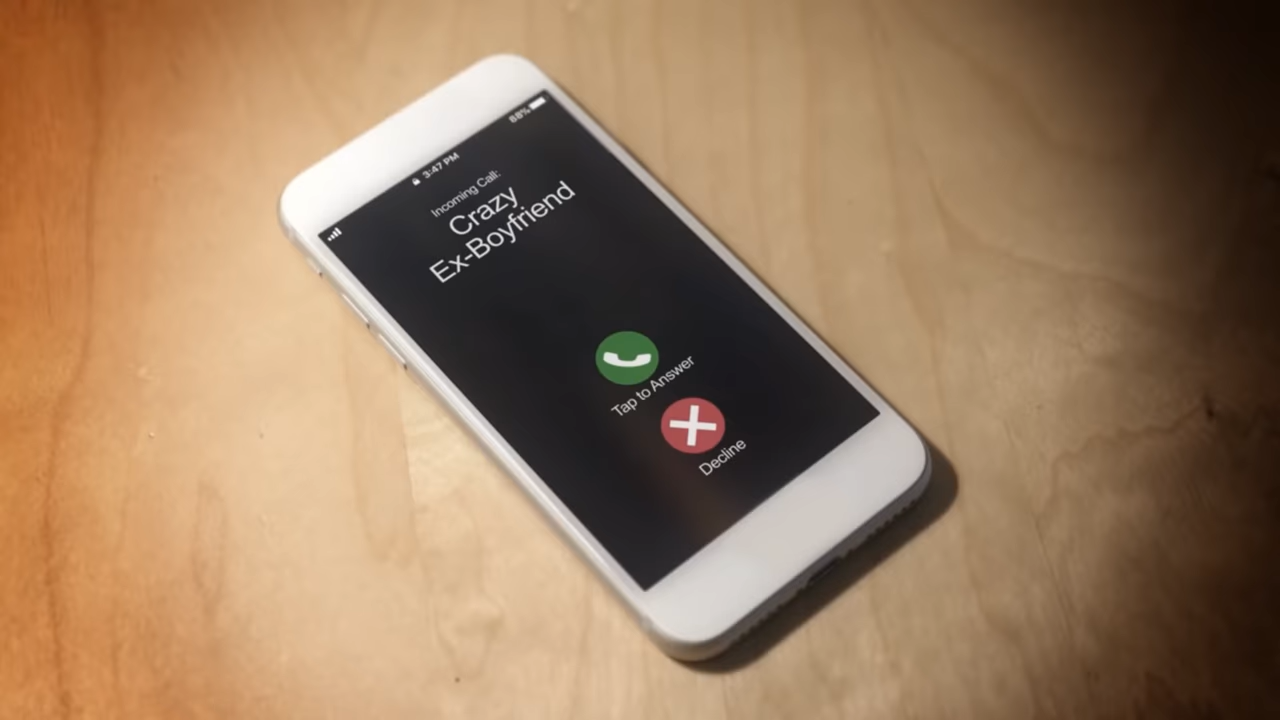 88%
3:47 PM
Incoming Call:
Crazy
Ex-Boyfriend
Tap to Answer
Decline